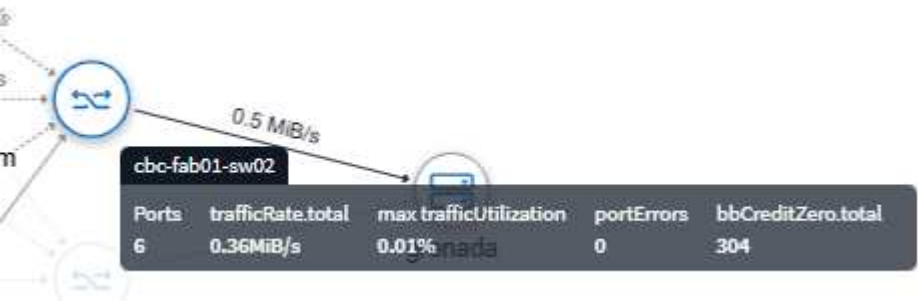 0.5 MiB/s
m
cbc-fab01-sw02
Ports trafficRate.total max trafficUtilization portErrors bbCreditZero.total
6 0.36MiB/s 0.01% 0 304